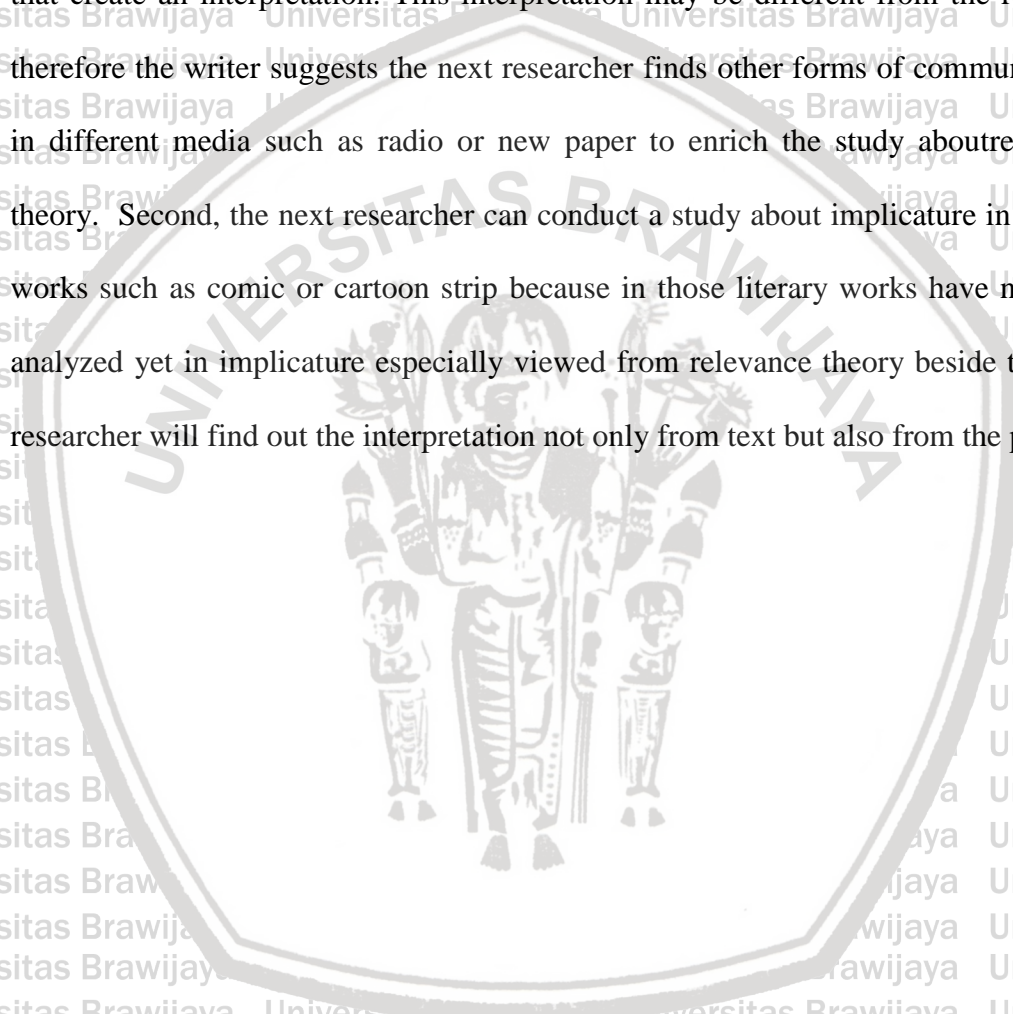 that create an interpretation. This interpretation may be different from the
therefore the writer suggests the next researcher finds other forms of
in different media such as radio or new paper to enrich the study
theory. Second, the next researcher can conduct a study about implicature in
works such as comic or cartoon strip because in those literary works have
analyzed yet in implicature especially viewed from relevance theory beside
researcher will find out the interpretation not only from text but also from the
UNIVERSITAS BRAWIJAYA